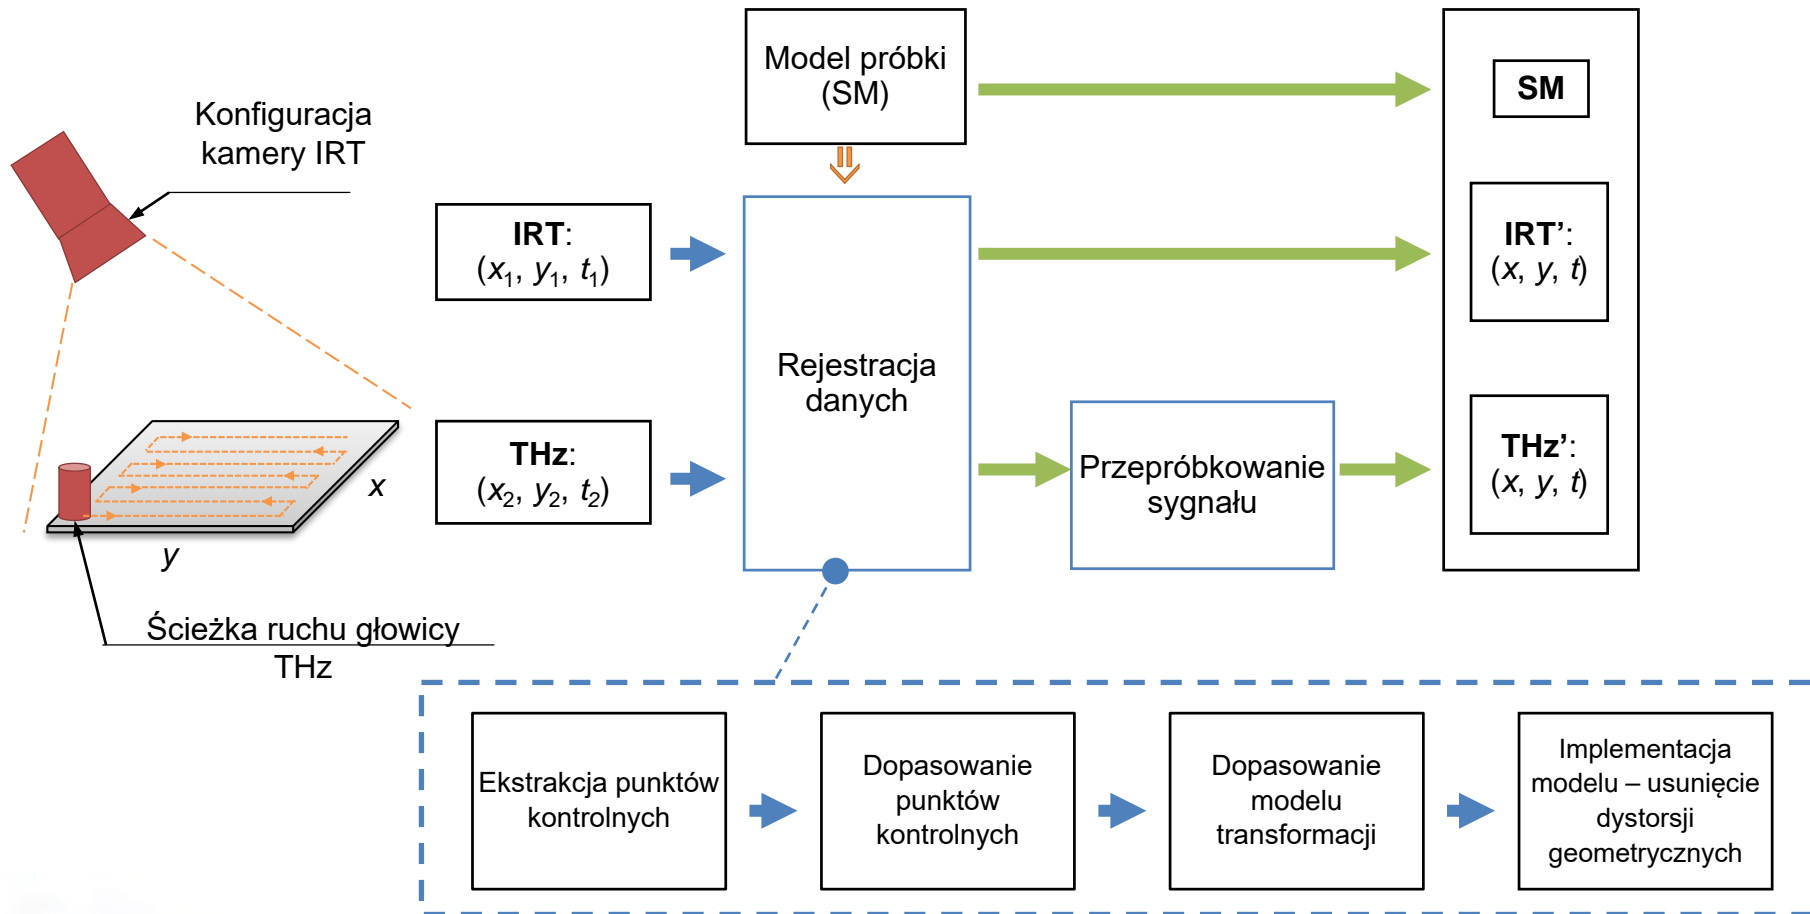 Model próbki
(SM)
SM
Konfiguracja
kamery IRT
IRT:
(x₁, y₁, t₁)
IRT’:
(x, y, t)
Rejestracja
danych
THz:
(x₂, y₂, t₂)
Przepróbkowanie
sygnału
THz’:
(x, y, t)
x
y
Ścieżka ruchu głowicy
THz
Ekstrakcja punktów
kontrolnych
Dopasowanie
punktów
kontrolnych
Dopasowanie
modelu
transformacji
Implementacja
modelu – usunięcie
dystorsji
geometrycznych